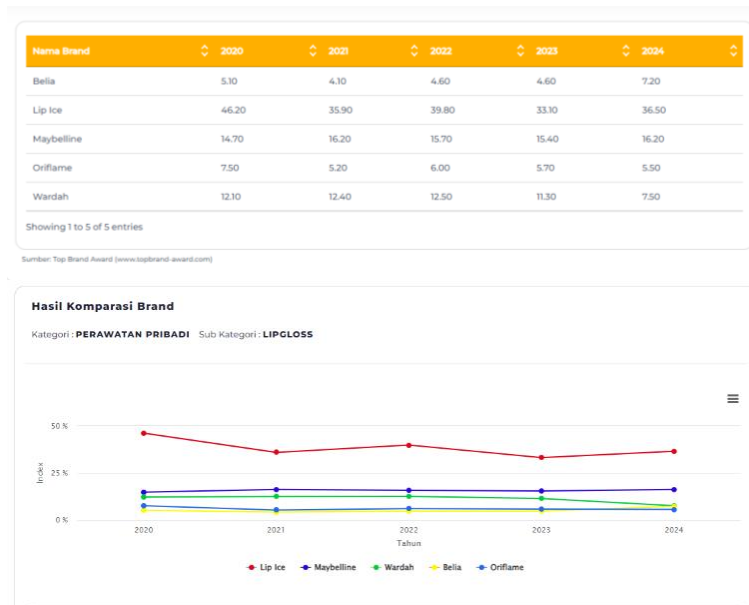 Nama Brand 2020 2021 2022 2023 2024
Belia 5.10 4.10 4.60 4.60 7.20
Lip Ice 46.20 35.90 39.80 33.10 36.50
Maybelline 14.70 16.20 15.70 15.40 16.20
Oriflame 7.50 5.20 6.00 5.70 5.50
Wardah 12.10 12.40 12.50 11.30 7.50
Showing 1 to 5 of 5 entries
Sumber: Top Brand Award (www.topbrand-award.com)
Hasil Komparasi Brand
Kategori : PERAWATAN PRIBADI Sub Kategori : LIPGLOSS
50 %
25 %
0 %
Index
2020 2021 2022 2023 2024
Tahun
Lip Ice Maybelline Wardah Belia Oriflame